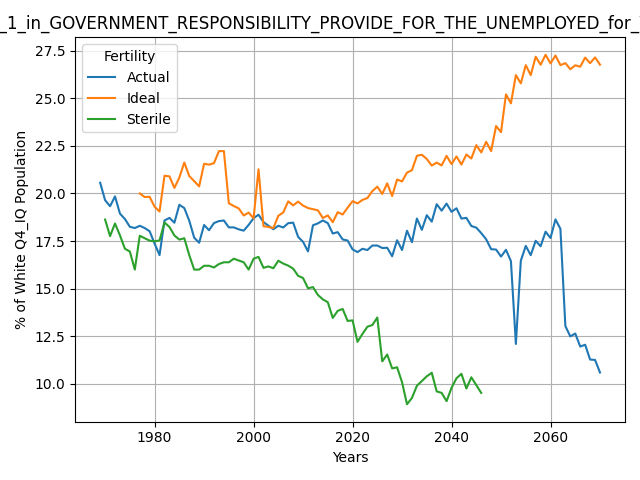 _1_in_GOVERNMENT_RESPONSIBILITY_PROVIDE_FOR_THE_UNEMPLOYED_for_
Fertility
Actual
Ideal
Sterile
27.5
25.0
22.5
20.0
17.5
15.0
12.5
10.0
% of White Q4_IQ Population
1980
2000
2020
2040
2060
Years